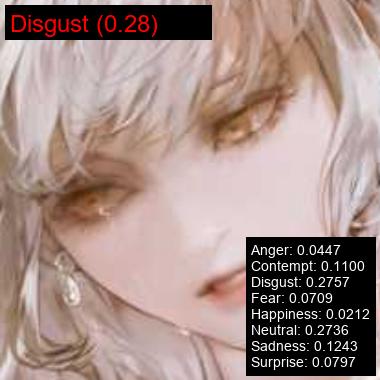 Disgust (0.28)
Anger: 0.0447
Contempt: 0.1100
Disgust: 0.2757
Fear: 0.0709
Happiness: 0.0212
Neutral: 0.2736
Sadness: 0.1243
Surprise: 0.0797